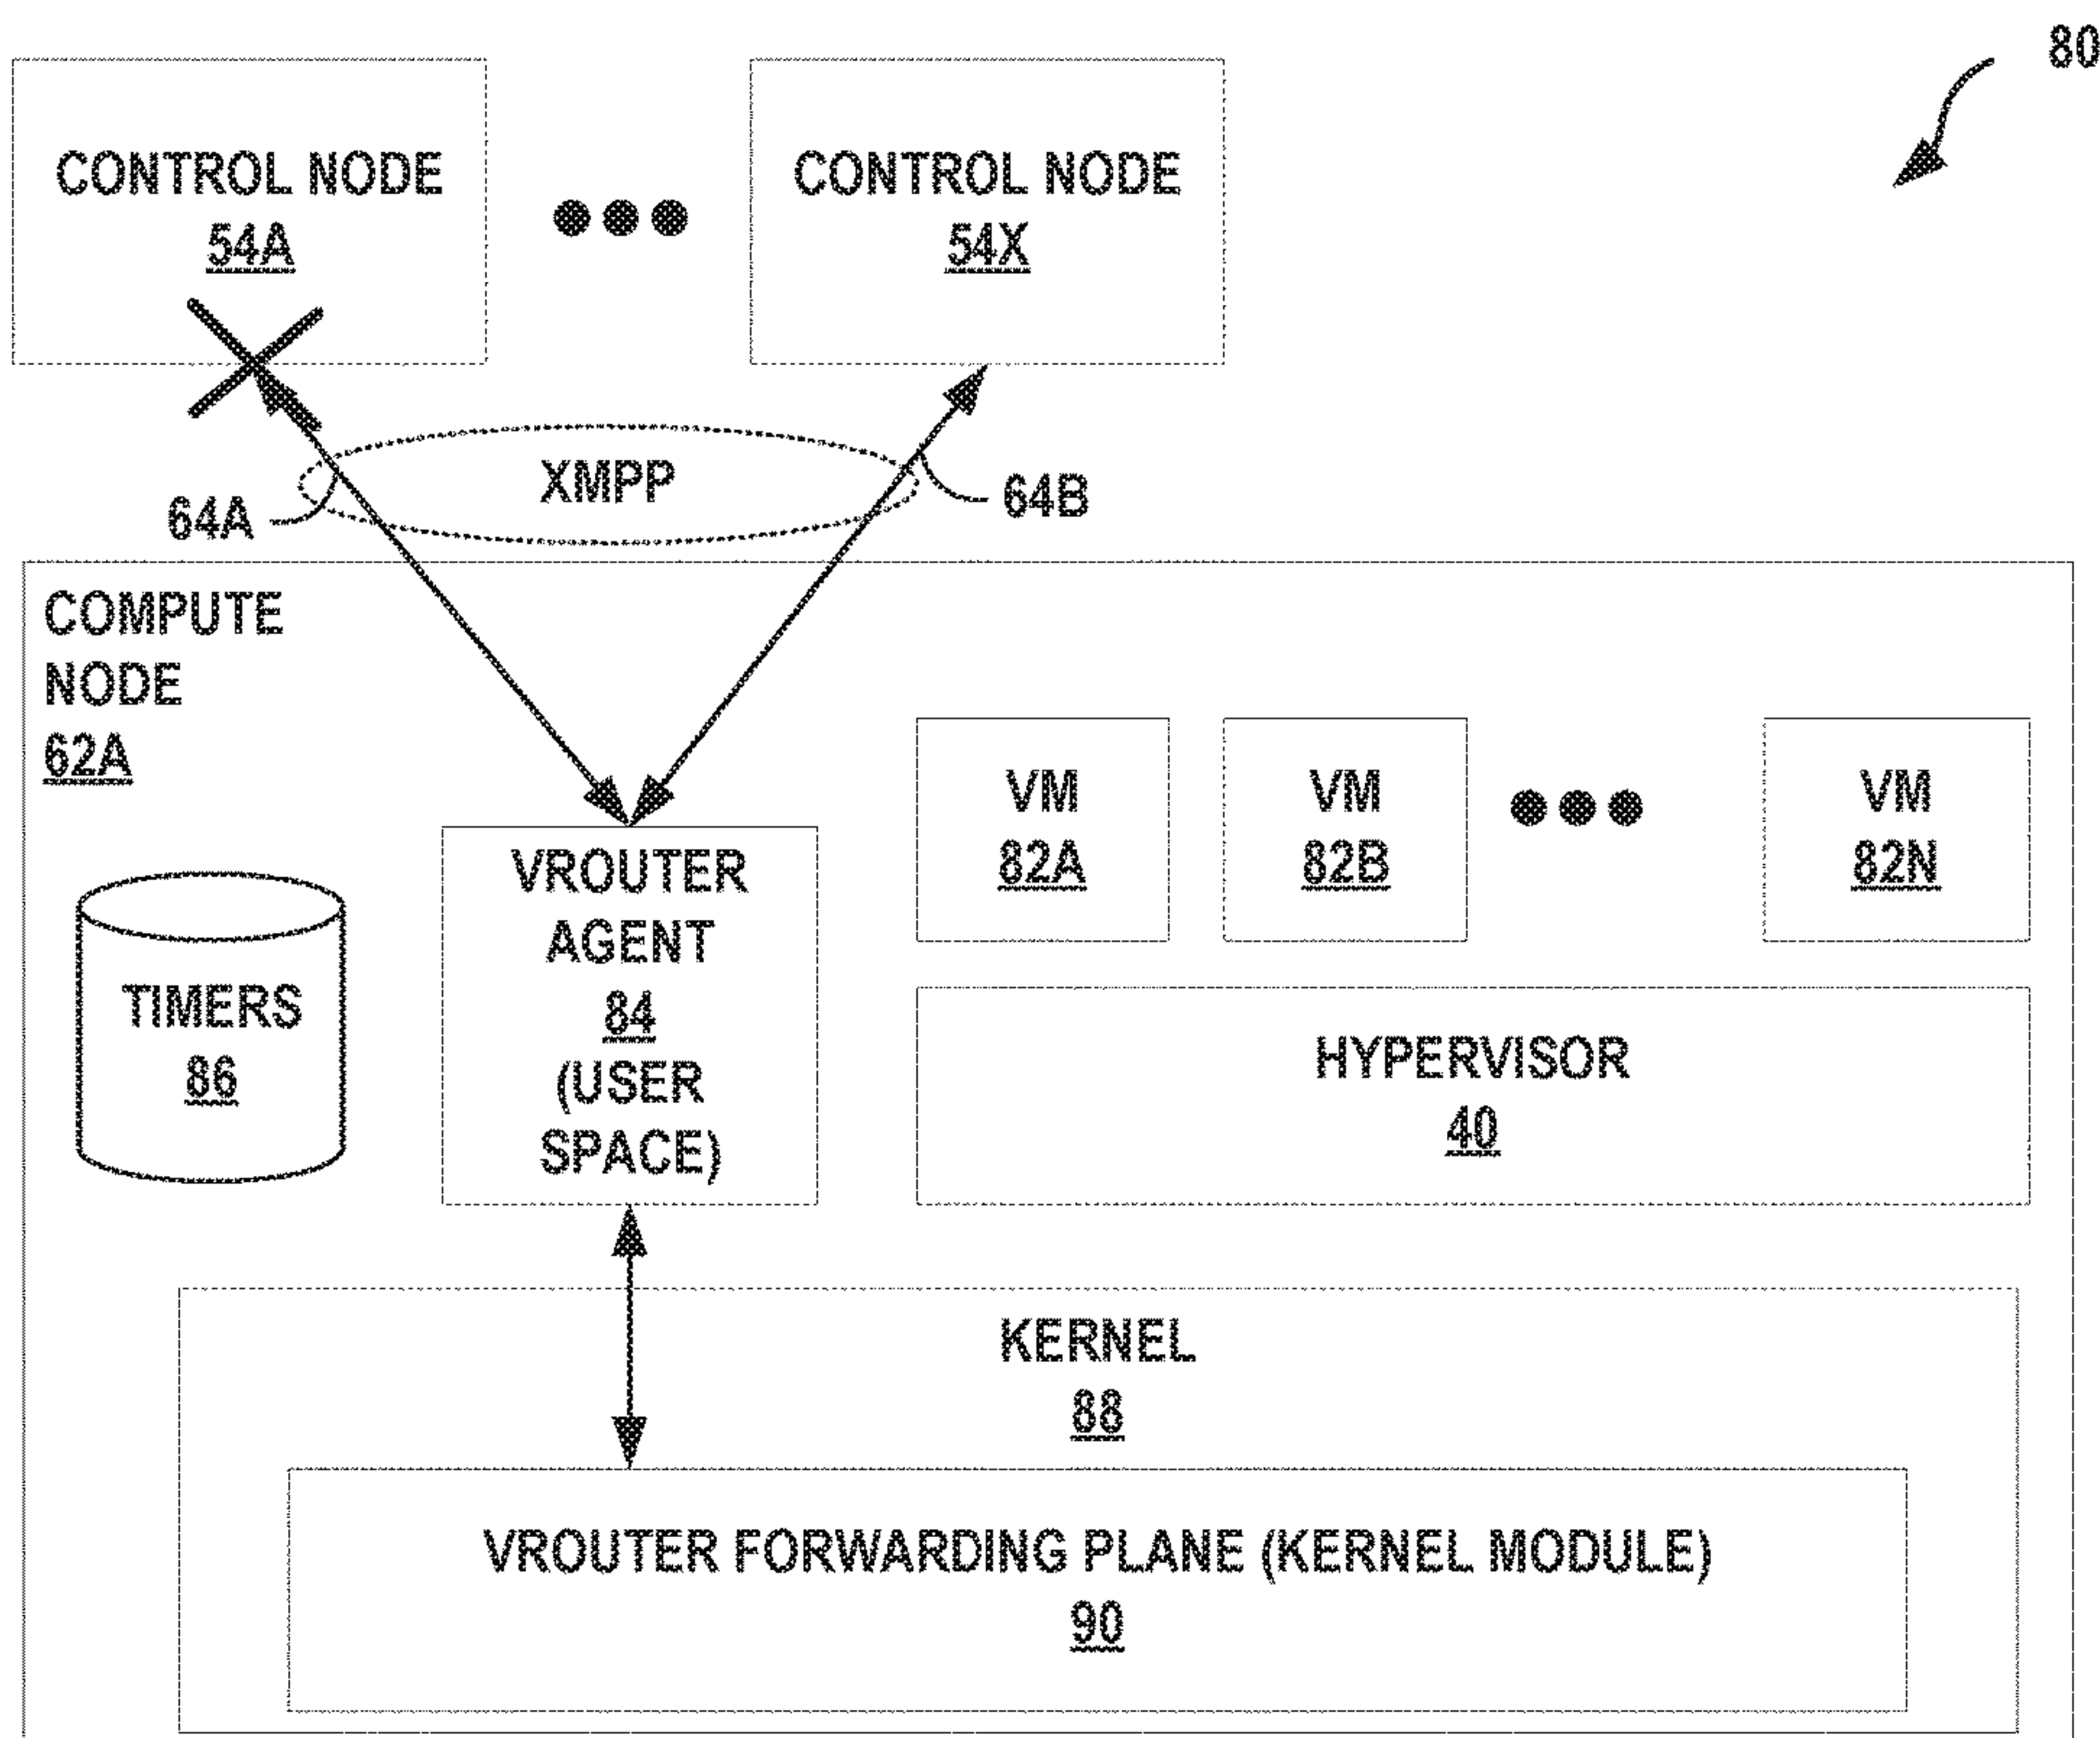 80
CONTROL NODE
54A
CONTROL NODE
54X
XMPP
64A
64B
COMPUTE
NODE
62A
VM
82A
VM
82B
VM
82N
VROUTER
AGENT
84
(USER
SPACE)
TIMERS
86
HYPERVISOR
40
KERNEL
88
VROUTER FORWARDING PLANE (KERNEL MODULE)
90